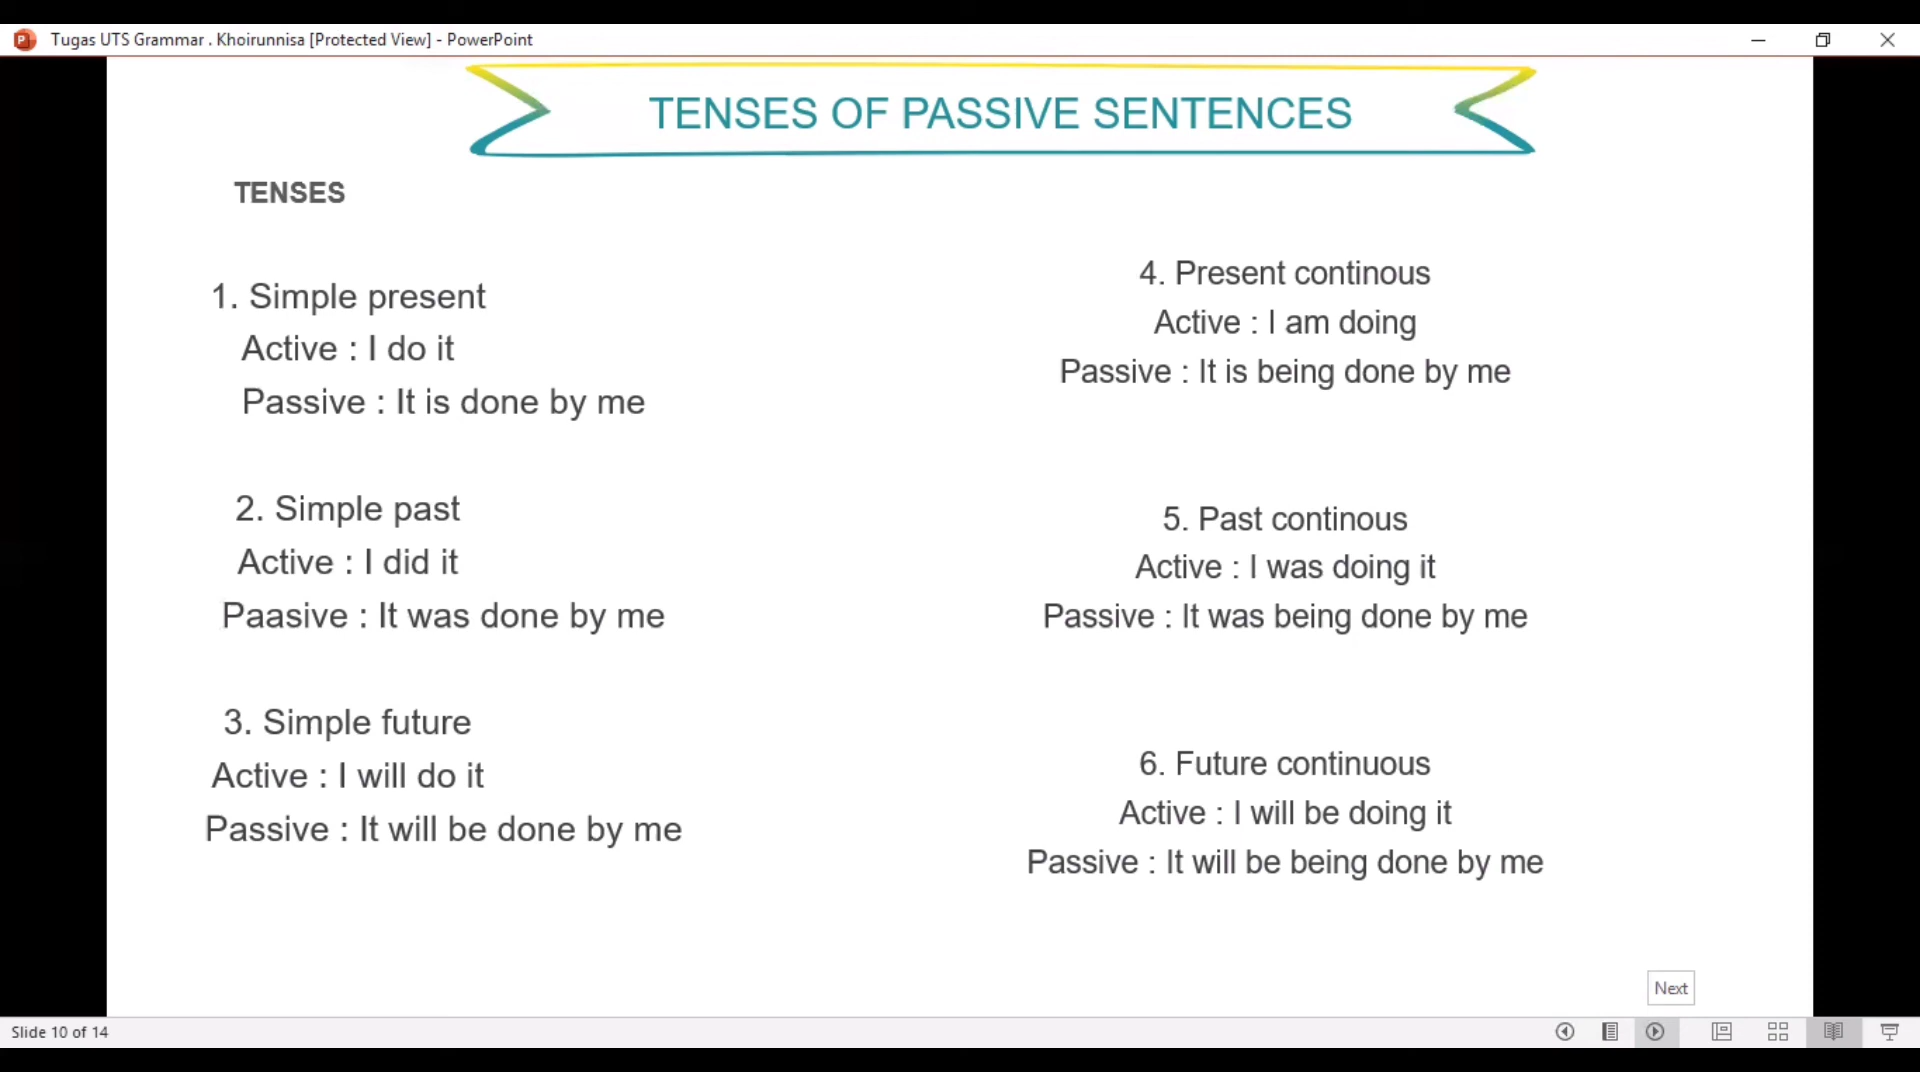 Tugas UTS Grammar . Khoirunnisa [Protected View] - PowerPoint
TENSES OF PASSIVE SENTENCES
TENSES
1. Simple present
Active : I do it
Passive : It is done by me
2. Simple past
Active : I did it
Paasive : It was done by me
3. Simple future
Active : I will do it
Passive : It will be done by me
4. Present continous
Active : I am doing
Passive : It is being done by me
5. Past continous
Active : I was doing it
Passive : It was being done by me
6. Future continuous
Active : I will be doing it
Passive : It will be being done by me
Next
Slide 10 of 14